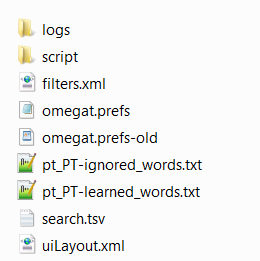 logs
script
filters.xml
omegat.prefs
omegat.prefs-old
pt_PT-ignored_words.txt
pt_PT-learned_words.txt
search.tsv
uiLayout.xml